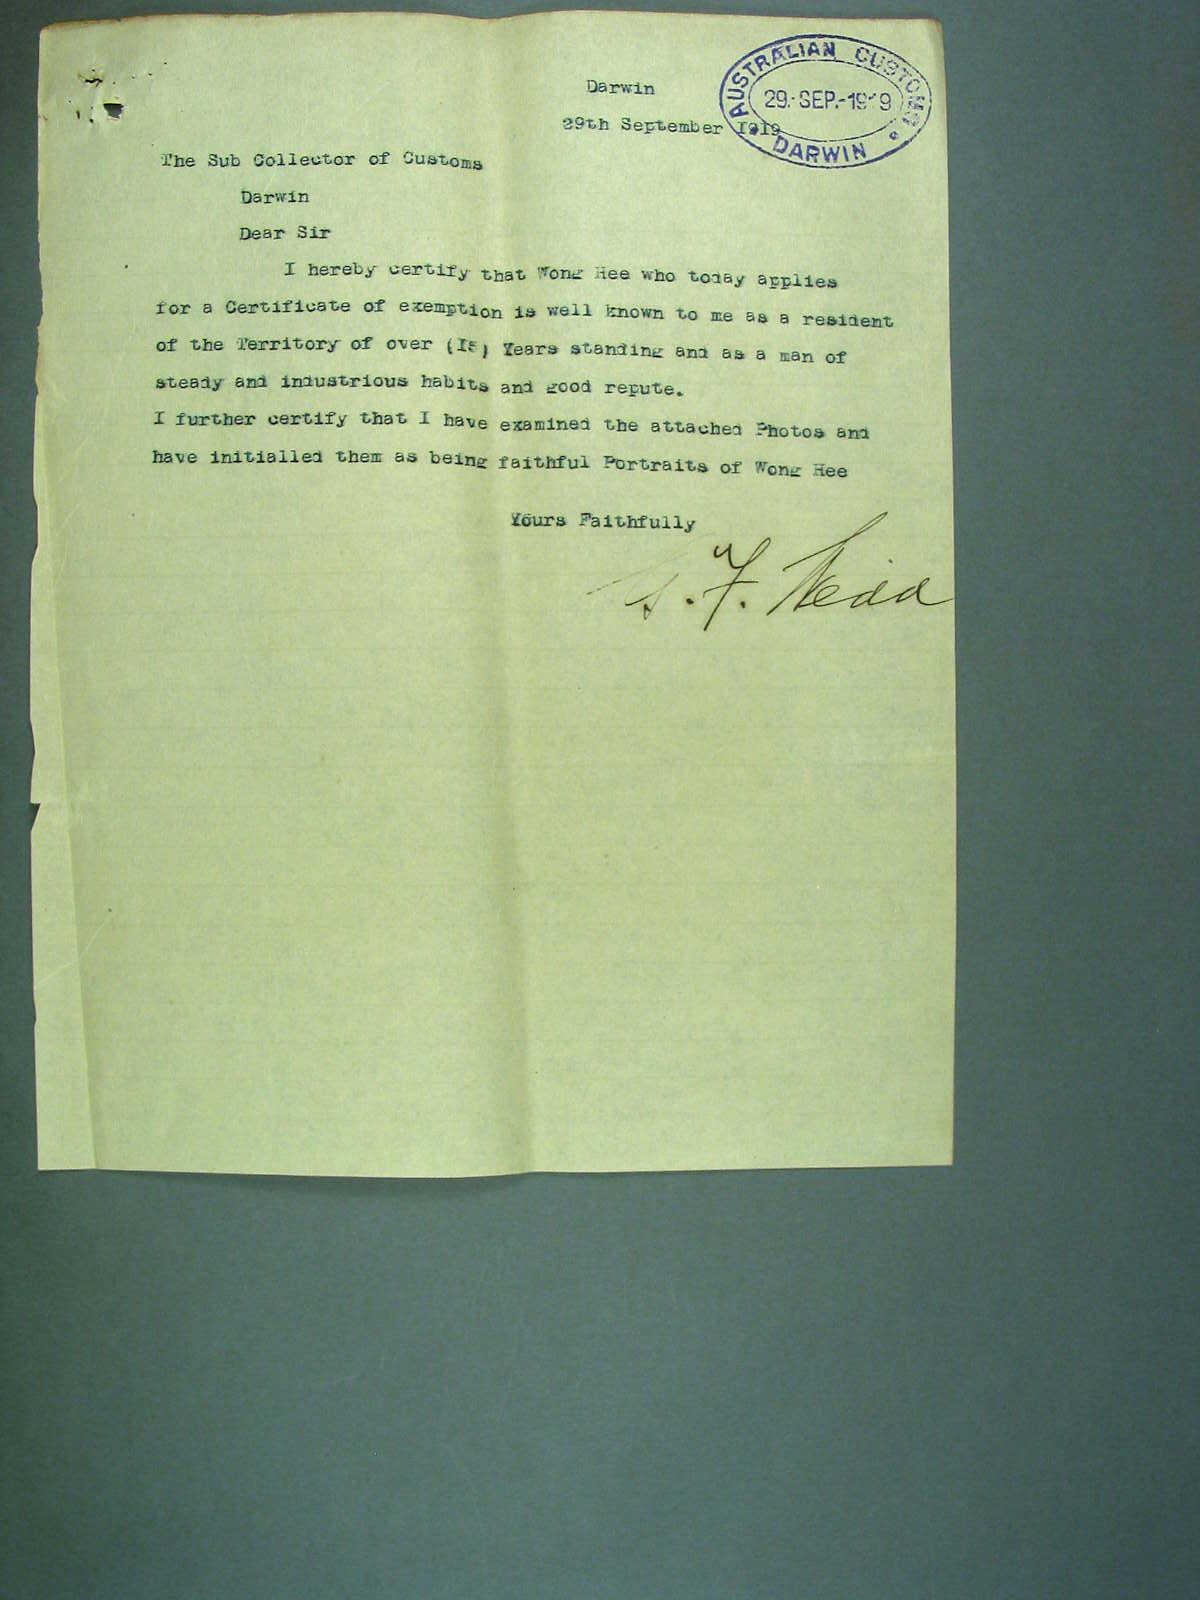 Darwin
29th September 1919
AUSTRALIAN CUSTOMS
29.-SEP.-1919
DARWIN
The Sub Collector of Customs
Darwin
Dear Sir
I hereby certify that Wong Hee who today applies
for a Certificate of exemption is well known to me as a resident
of the Territory of over (I5) Years standing and as a man of
steady and industrious habits and good repute.
I further certify that I have examined the attached Photos and
have initialled them as being faithful Portraits of Wong Hee
Yours Faithfully
F.